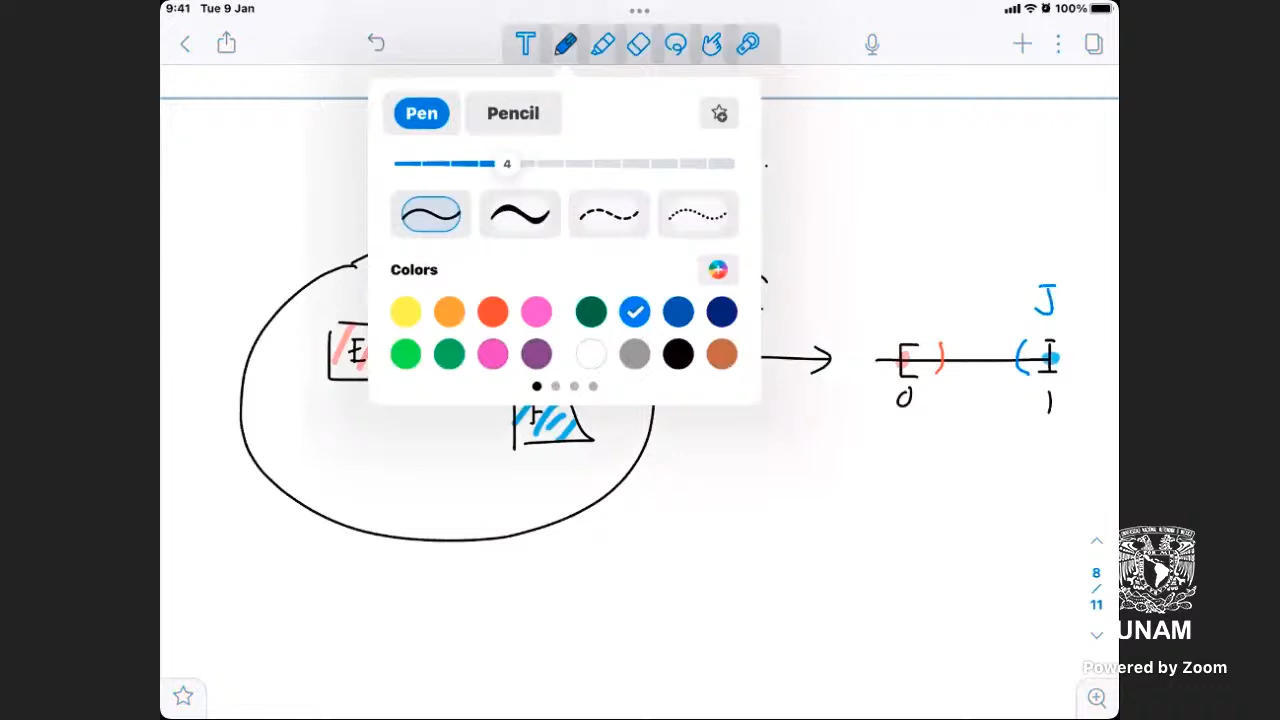 9:41 Tue 9 Jan
100%
T
Pen
Pencil
4
Colors
J
E
0
1
8
/
11
UNAM
Powered by Zoom